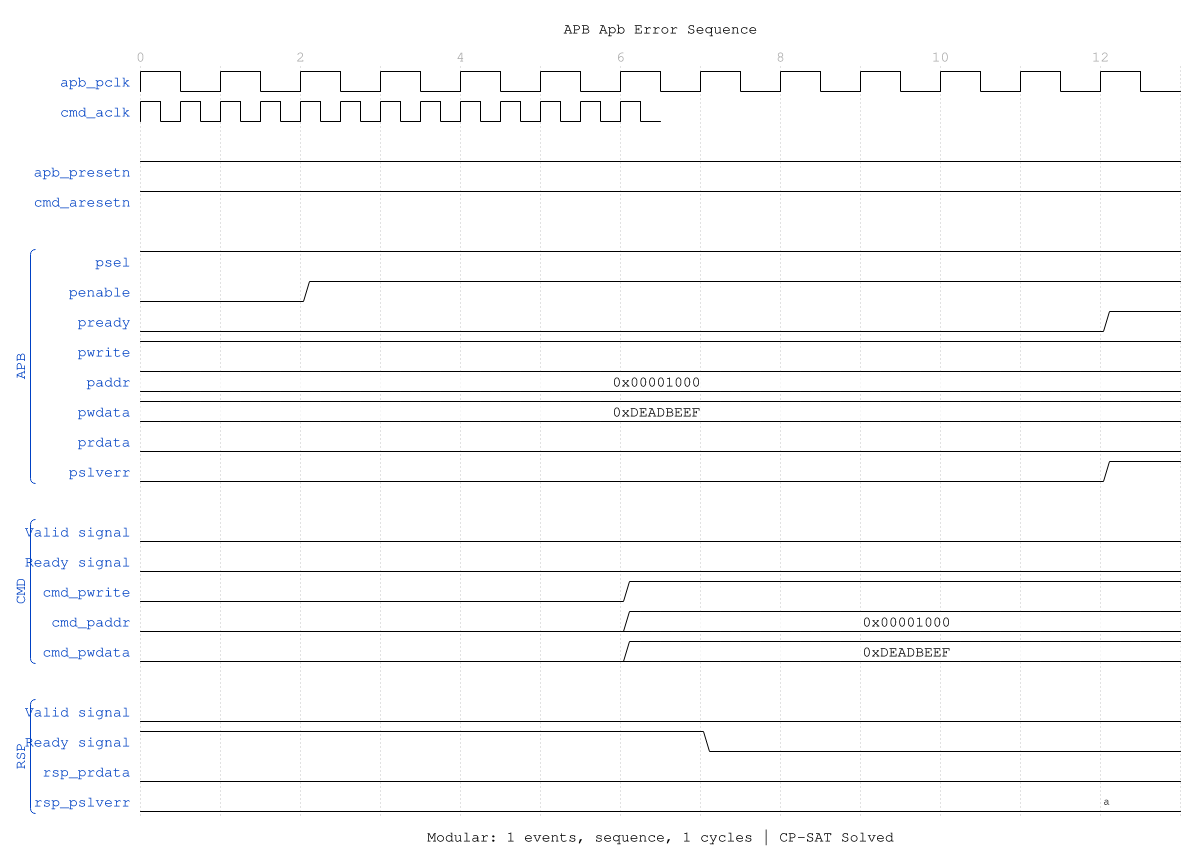 APB Apb Error Sequence
0 2 4 6 8 10 12
apb_pclk
cmd_aclk
apb_presetn
cmd_aresetn
APB
psel
penable
pready
pwrite
paddr 0x00001000
pwdata 0xDEADBEEF
prdata
pslverr
CMD
Valid signal
Ready signal
cmd_pwrite
cmd_paddr 0x00001000
cmd_pwdata 0xDEADBEEF
RSP
Valid signal
Ready signal
rsp_prdata
rsp_pslverr a
Modular: 1 events, sequence, 1 cycles | CP-SAT Solved